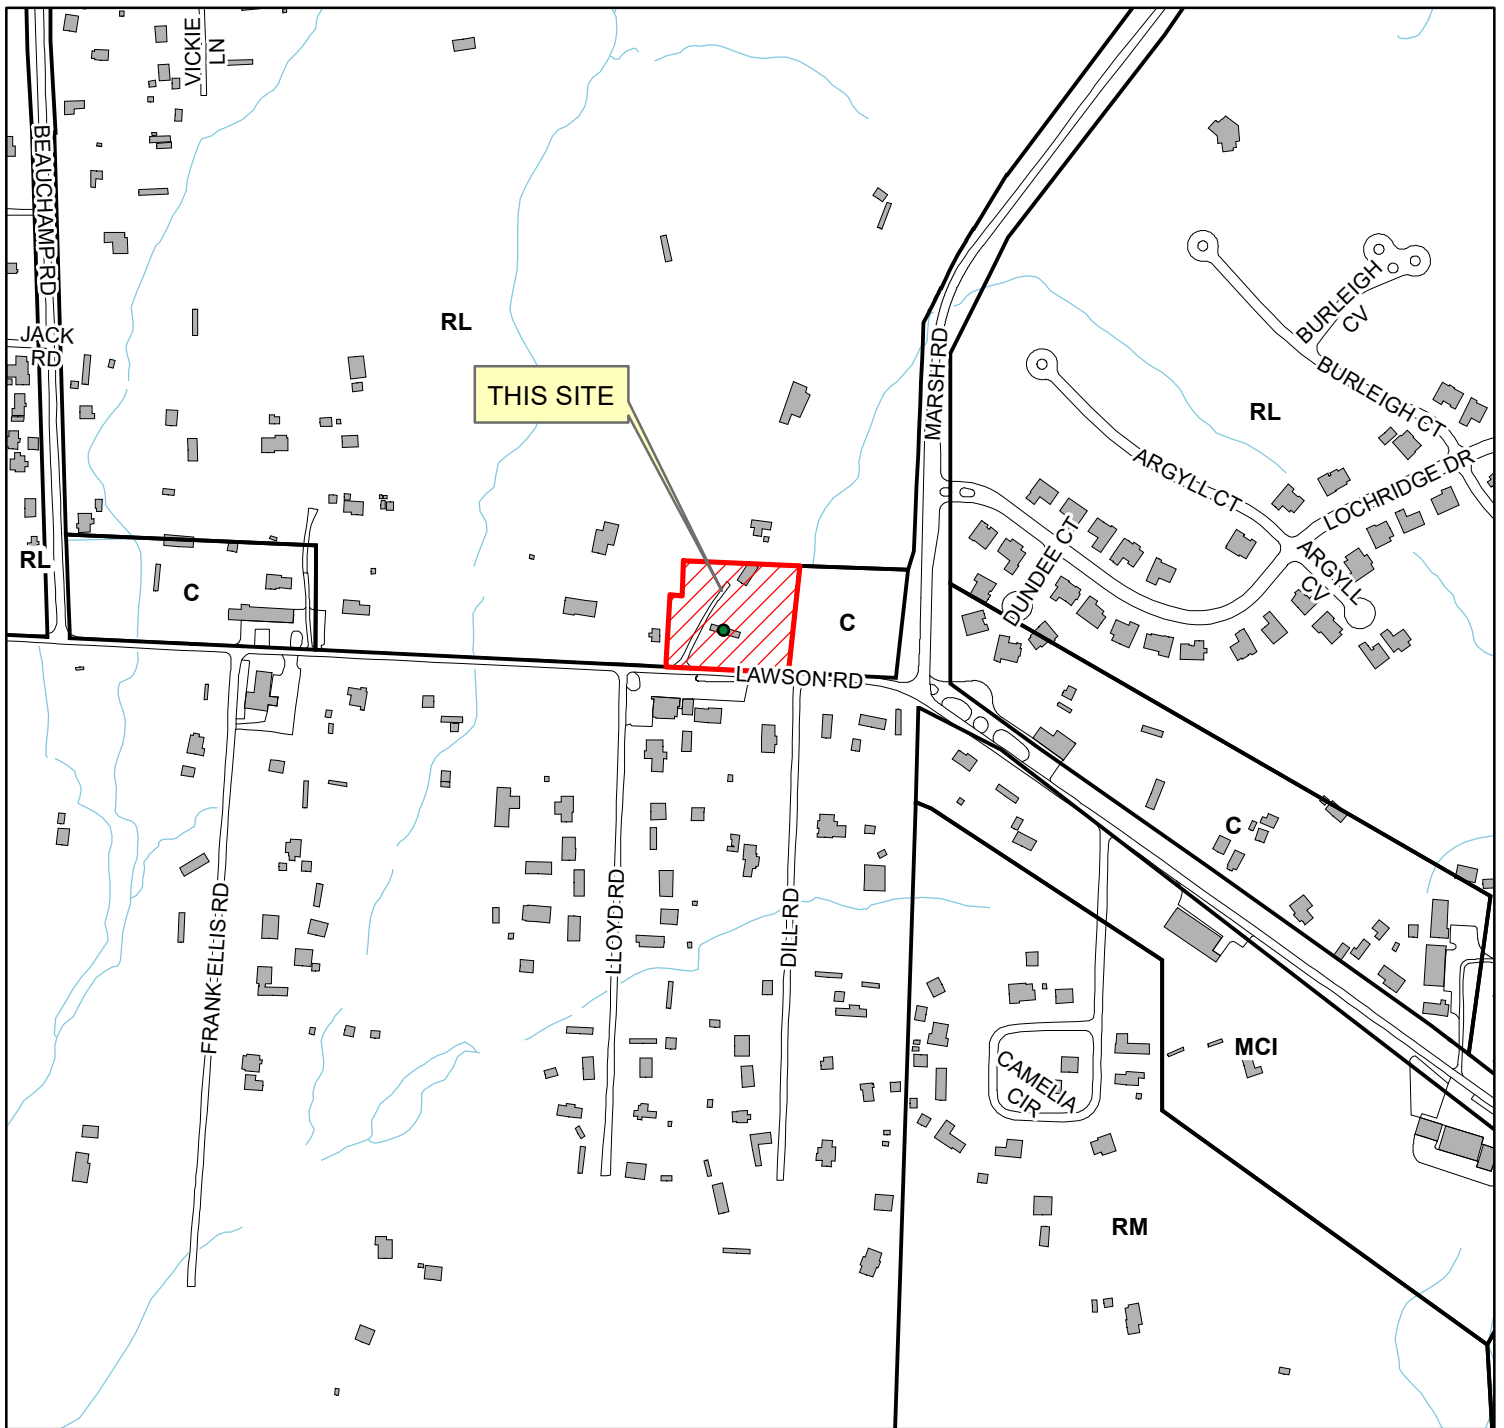 VICKIE
LN
BEAUCHAMP RD
JACK
RD
RL
THIS SITE
MARSH RD
BURLEIGH
CV
BURLEIGH CT
RL
ARGYLL CT
LOCHRIDGE DR
DUNDEE CT
ARGYLL
CV
RL
C
C
LAWSON RD
C
FRANK ELLIS RD
LLOYD RD
DILL RD
CAMELIA
CIR
MCI
RM